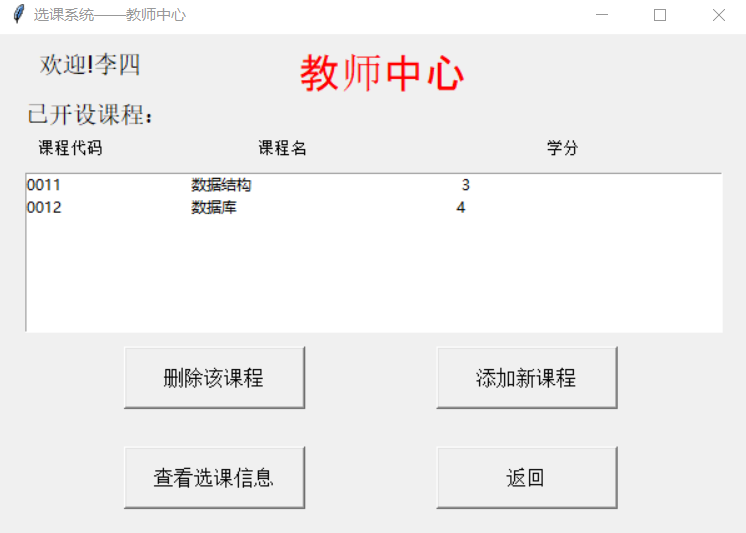 选课系统——教师中心
欢迎!李四
教师中心
已开设课程：
课程代码 课程名 学分
0011 数据结构 3
0012 数据库 4
删除该课程 添加新课程
查看选课信息 返回